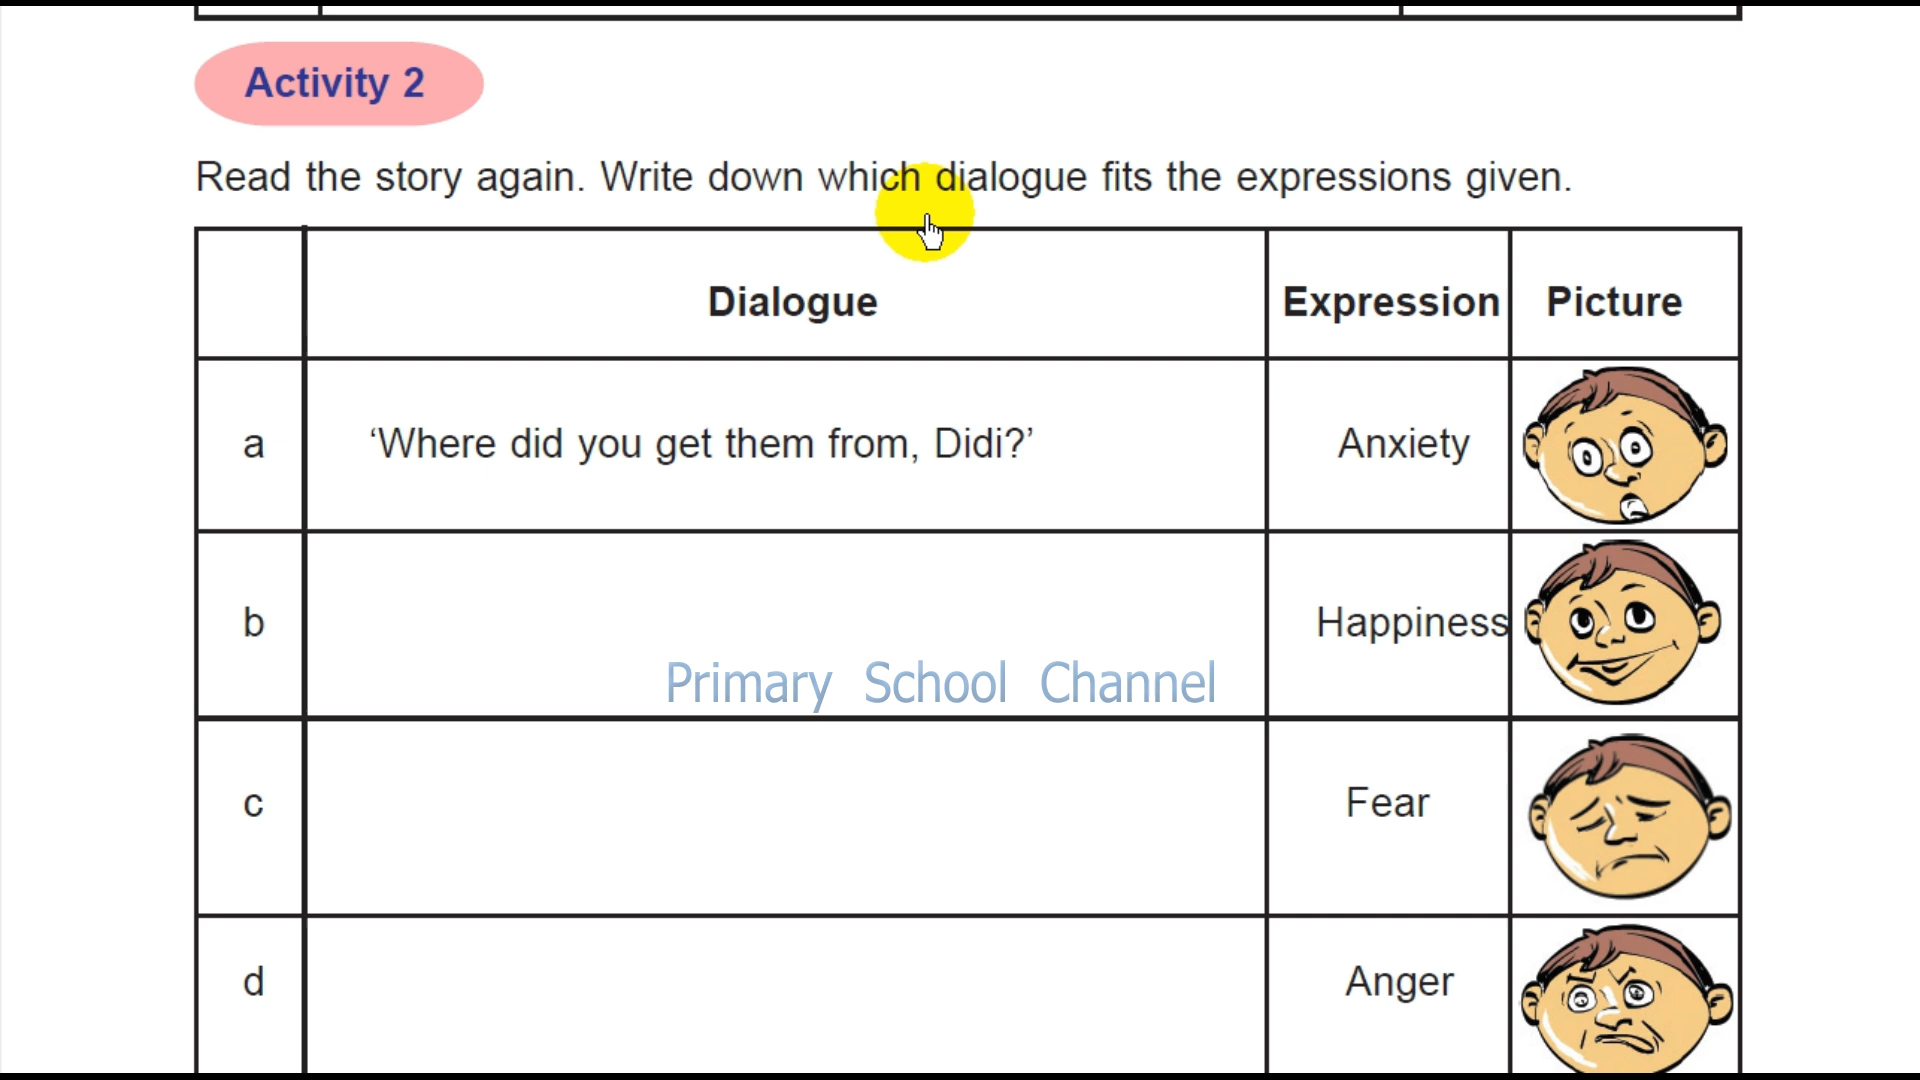 Activity 2
Read the story again. Write down which dialogue fits the expressions given.
Dialogue Expression Picture
a ‘Where did you get them from, Didi?’ Anxiety
b Happiness
Primary School Channel
c Fear
d Anger